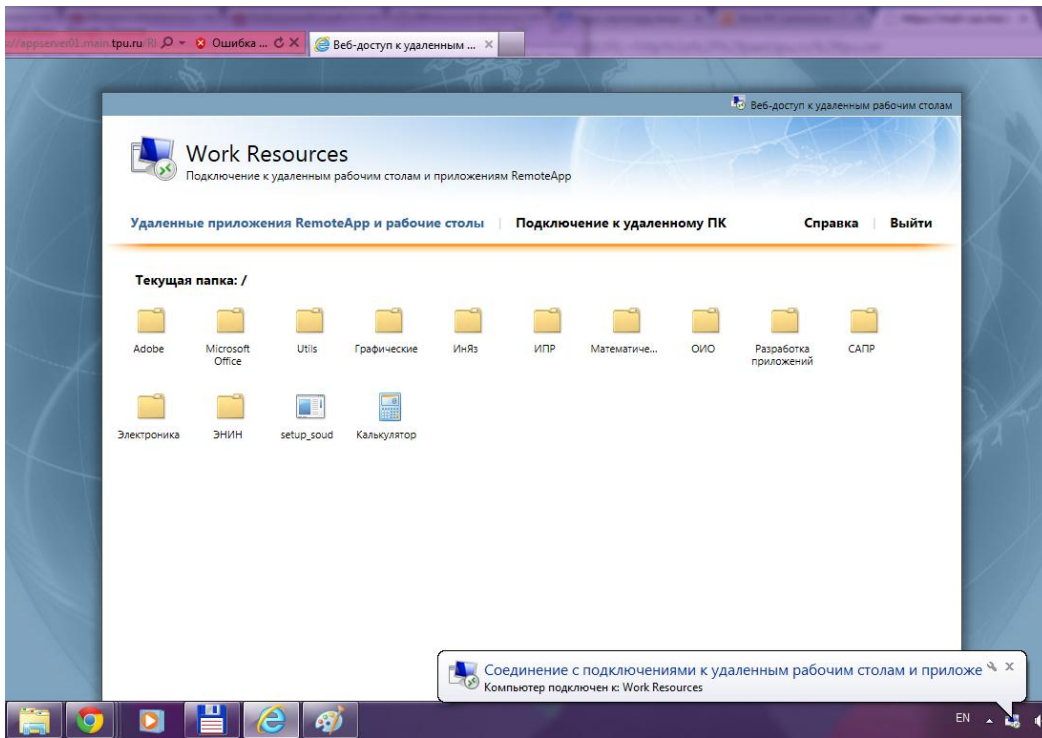 ://appserver01.main.tpu.ru/R Ошибка ... Веб-доступ к удаленным ...
Веб-доступ к удаленным рабочим столам
Work Resources
Подключение к удаленным рабочим столам и приложениям RemoteApp
Удаленные приложения RemoteApp и рабочие столы | Подключение к удаленному ПК Справка | Выйти
Текущая папка: /
Adobe Microsoft Office Utils Графические ИнЯз ИПР Математиче... ОИО Разработка приложений САПР
Электроника ЭНИН setup_soud Калькулятор
Соединение с подключениями к удаленным рабочим столам и приложе
Компьютер подключен к: Work Resources
EN